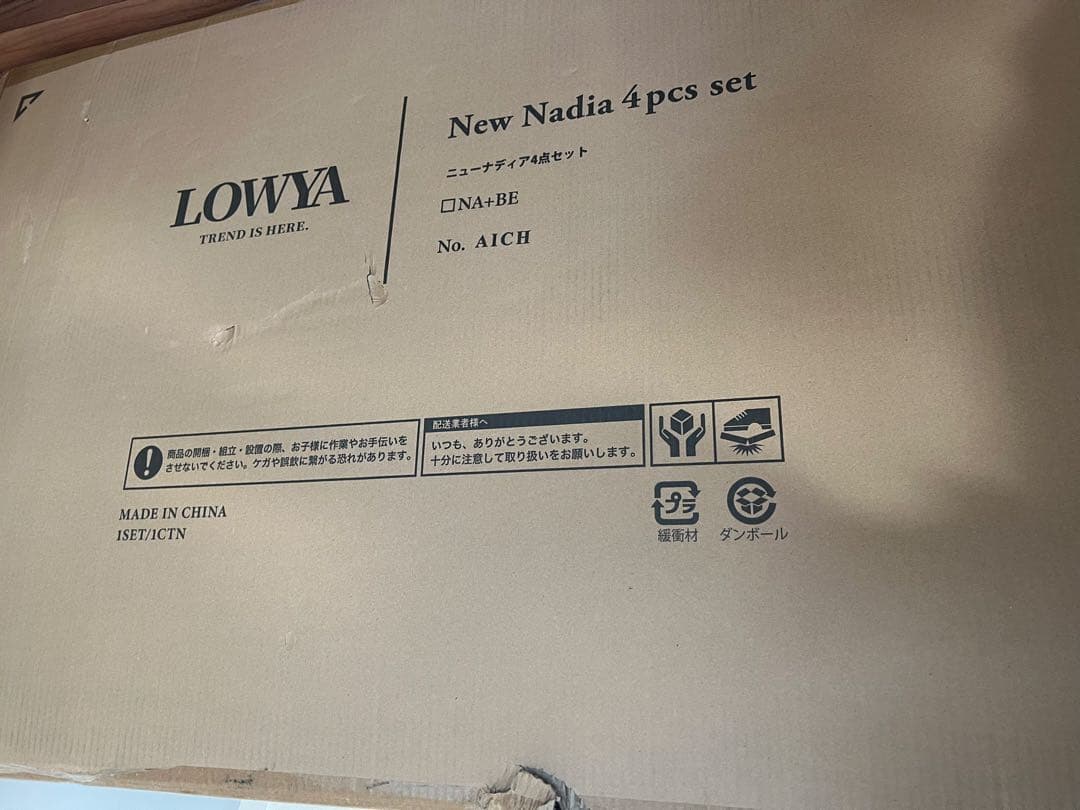 LOWYA
TREND IS HERE.
New Nadia 4pcs set
ニューナディア4点セット
□NA+BE
No. AICH
商品の開梱・組立・設置の際、お子様に作業やお手伝いを
させないでください。ケガや誤飲に繋がる恐れがあります。
配送業者様へ
いつも、ありがとうございます。
十分に注意して取り扱いをお願いします。
MADE IN CHINA
1SET/1CTN
プラ
緩衝材
ダンボール